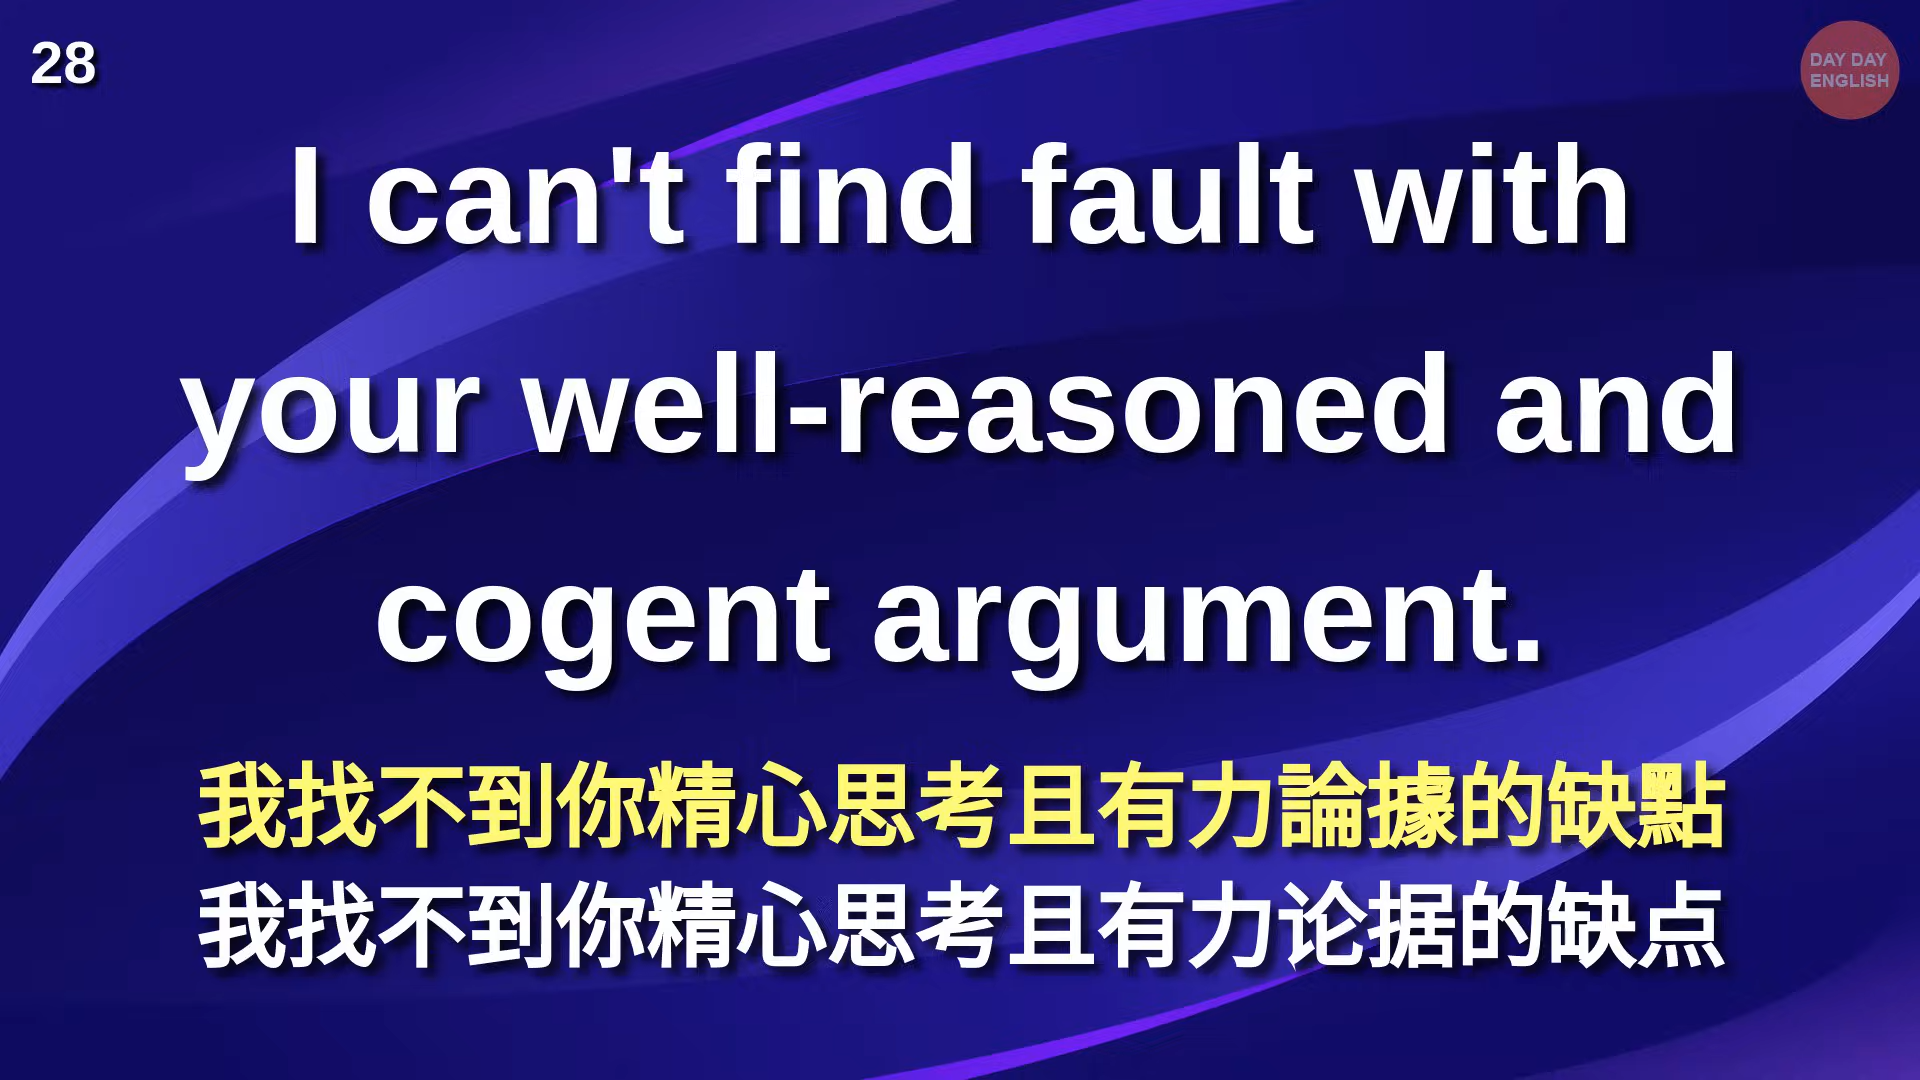 28
DAY DAY
ENGLISH
I can't find fault with
your well-reasoned and
cogent argument.
我找不到你精心思考且有力論據的缺點
我找不到你精心思考且有力论据的缺点